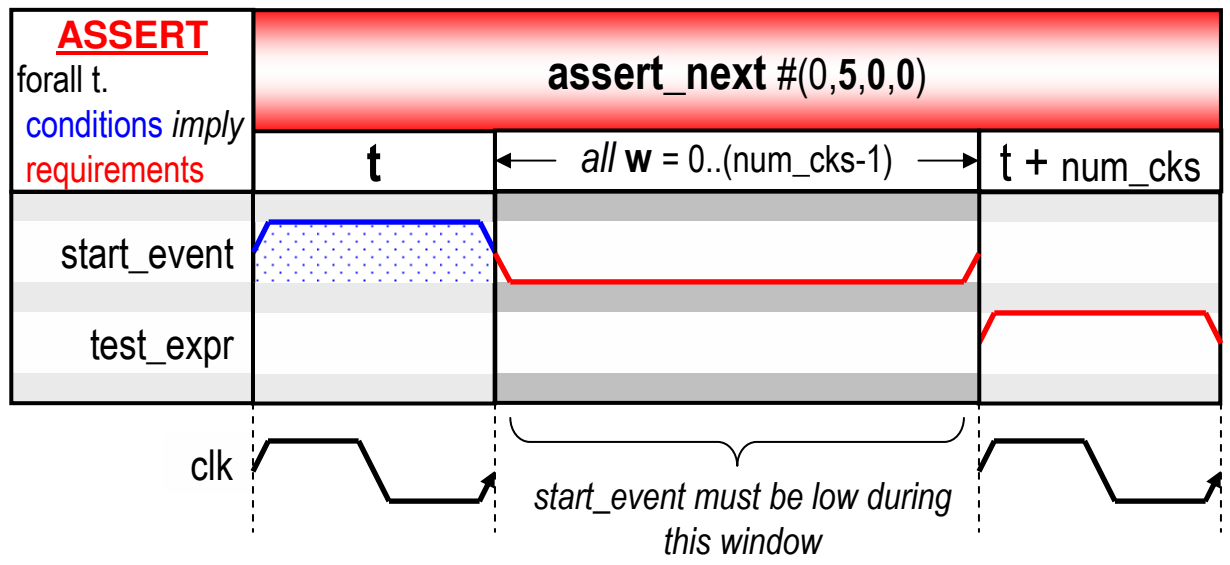 ASSERT
forall t.
conditions imply
requirements
assert_next #(0,5,0,0)
t
all w = 0..(num_cks-1)
t + num_cks
start_event
test_expr
clk
start_event must be low during
this window